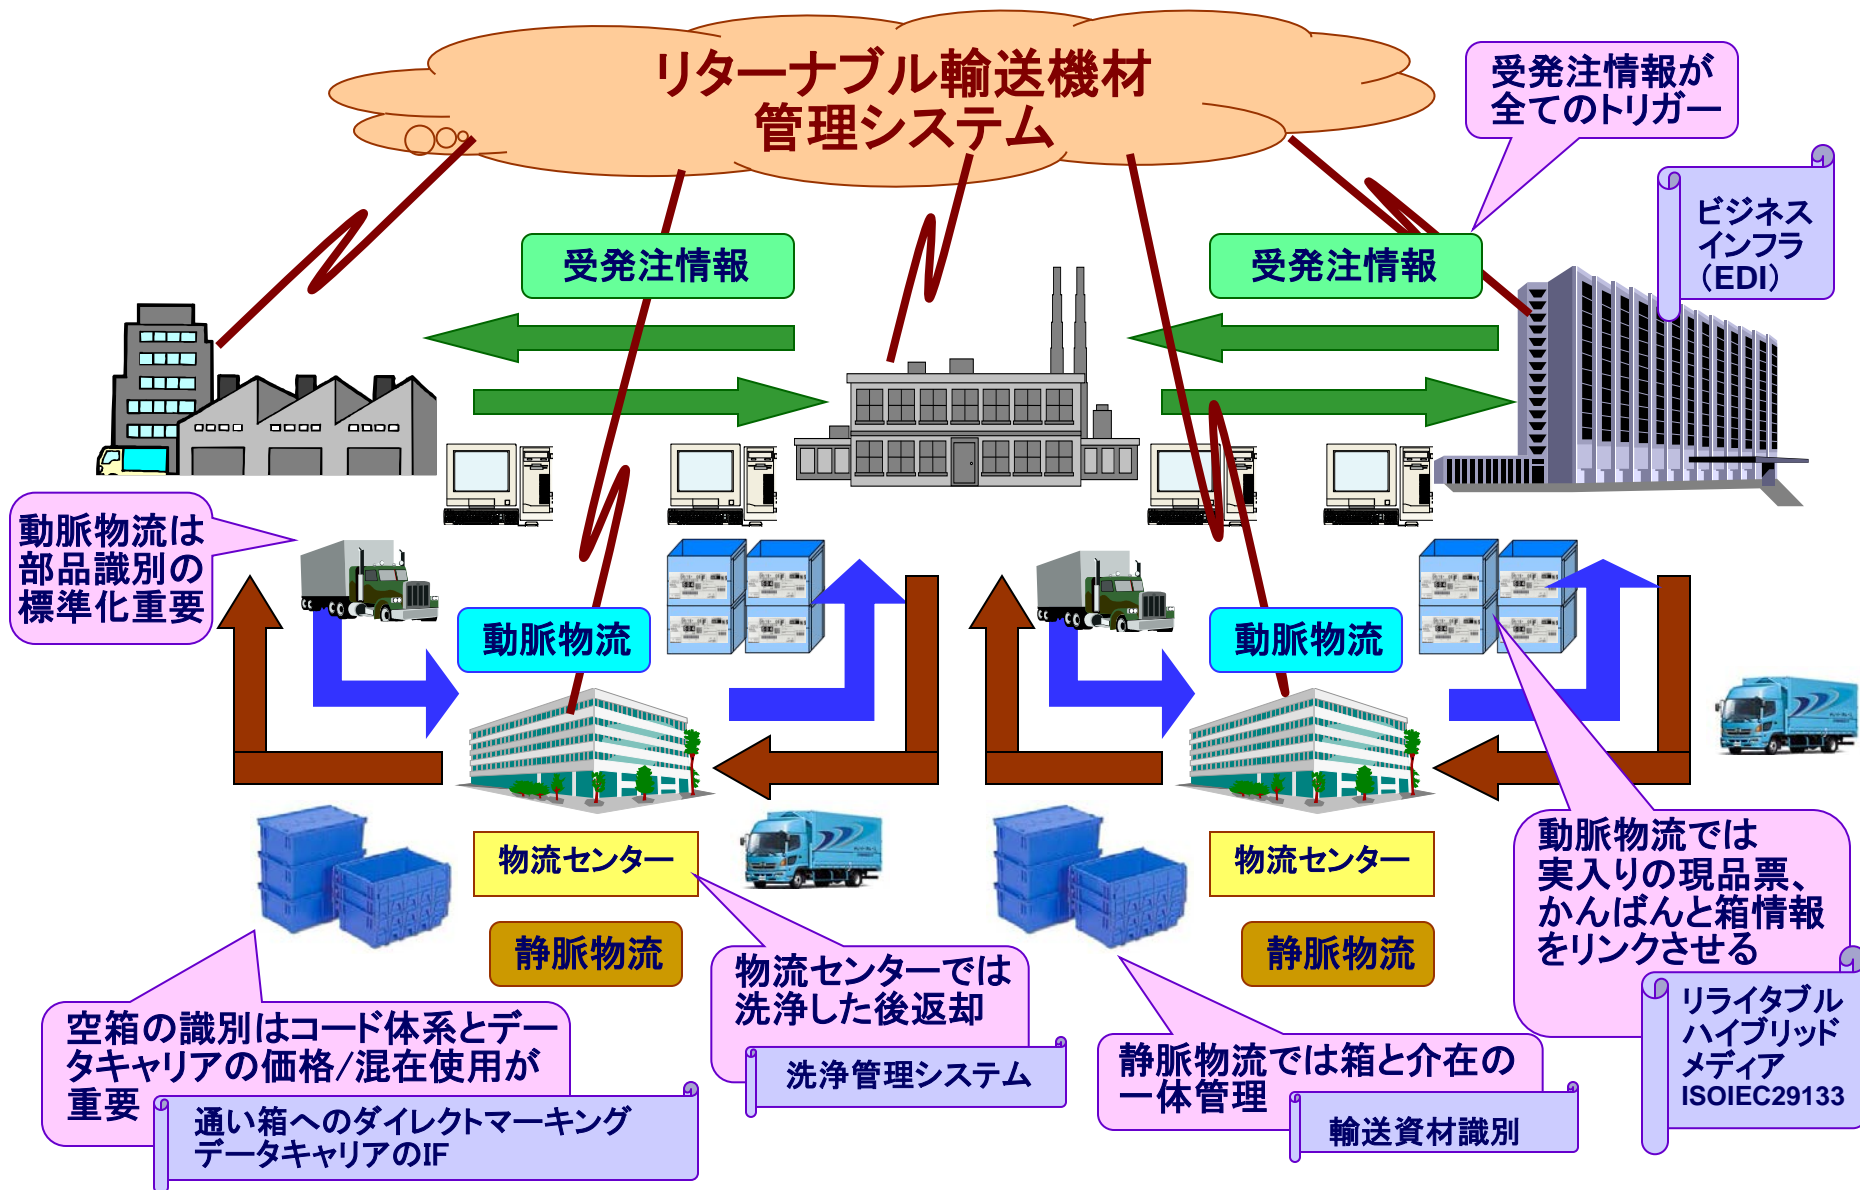 リターナブル輸送機材
管理システム
受発注情報が
全てのトリガー
ビジネス
インフラ
（EDI）
受発注情報
受発注情報
動脈物流は
部品識別の
標準化重要
動脈物流
動脈物流
物流センター
物流センター
静脈物流
静脈物流
動脈物流では
実入りの現品票、
かんばんと箱情報
をリンクさせる
リライタブル
ハイブリッド
メディア
ISOIEC29133
物流センターでは
洗浄した後返却
洗浄管理システム
静脈物流では箱と介在の
一体管理
輸送資材識別
空箱の識別はコード体系とデー
タキャリアの価格/混在使用が
重要
通い箱へのダイレクトマーキング
データキャリアのIF